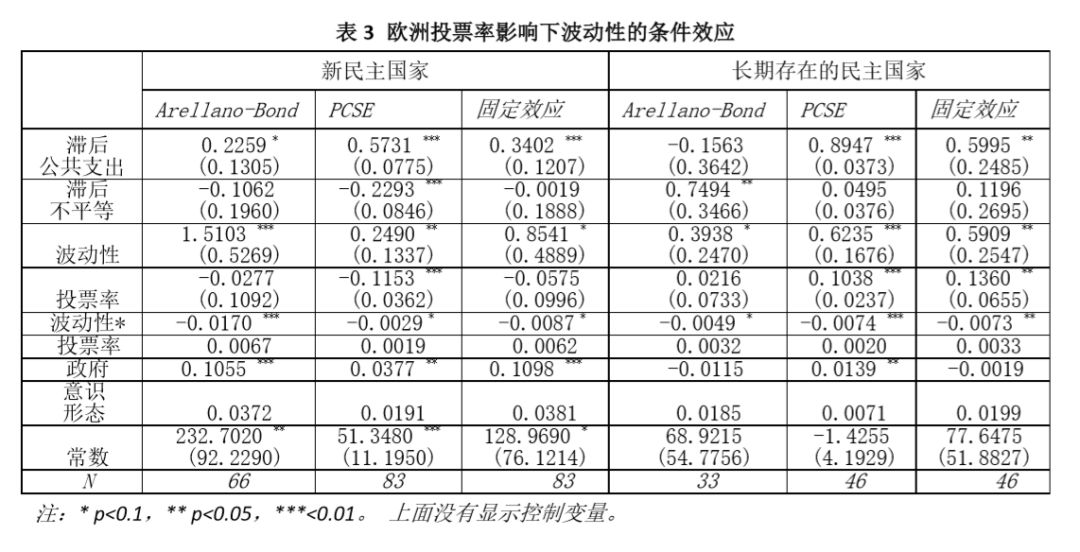 表 3 欧洲投票率影响下波动性的条件效应
新民主国家 长期存在的民主国家
Arellano-Bond PCSE 固定效应 Arellano-Bond PCSE 固定效应
滞后 0.2259 * 0.5731 *** 0.3402 *** -0.1563 0.8947 *** 0.5995 **
公共支出 (0.1305) (0.0775) (0.1207) (0.3642) (0.0373) (0.2485)
滞后 -0.1062 -0.2293 *** -0.0019 0.7494 ** 0.0495 0.1196
不平等 (0.1960) (0.0846) (0.1888) (0.3466) (0.0376) (0.2695)
1.5103 *** 0.2490 ** 0.8541 * 0.3938 * 0.6235 *** 0.5909 **
波动性 (0.5269) (0.1337) (0.4889) (0.2470) (0.1676) (0.2547)
-0.0277 -0.1153 *** -0.0575 0.0216 0.1038 *** 0.1360 **
投票率 (0.1092) (0.0362) (0.0996) (0.0733) (0.0237) (0.0655)
波动性* -0.0170 *** -0.0029 * -0.0087 * -0.0049 * -0.0074 *** -0.0073 **
投票率 0.0067 0.0019 0.0062 0.0032 0.0020 0.0033
政府 0.1055 *** 0.0377 ** 0.1098 *** -0.0115 0.0139 ** -0.0019
意识
形态 0.0372 0.0191 0.0381 0.0185 0.0071 0.0199
232.7020 ** 51.3480 *** 128.9690 * 68.9215 -1.4255 77.6475
常数 (92.2290) (11.1950) (76.1214) (54.7756) (4.1929) (51.8827)
N 66 83 83 33 46 46
注：* p<0.1，** p<0.05，***<0.01。 上面没有显示控制变量。